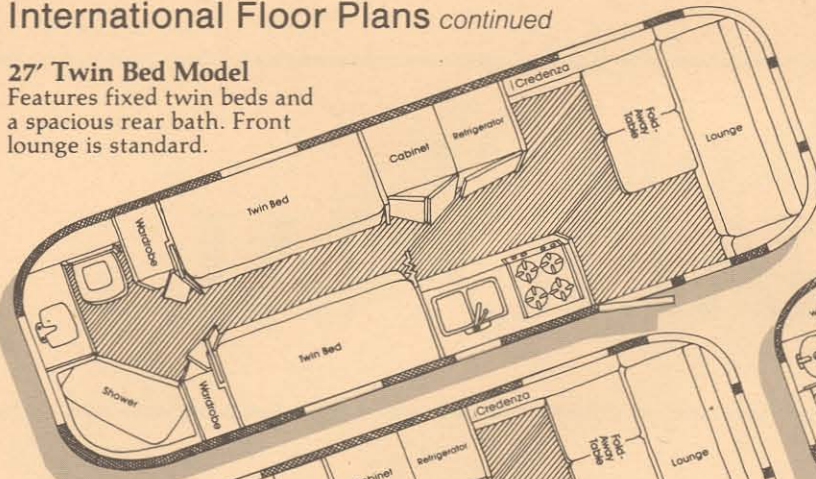 International Floor Plans continued
27′ Twin Bed Model
Features fixed twin beds and
a spacious rear bath. Front
lounge is standard.
Credenza
Fold-
Away
Table
Lounge
Refrigerator
Cabinet
Twin Bed
Wardrobe
Twin Bed
Shower
Wardrobe
Credenza
Fold-
Away
Table
Lounge
Refrigerator